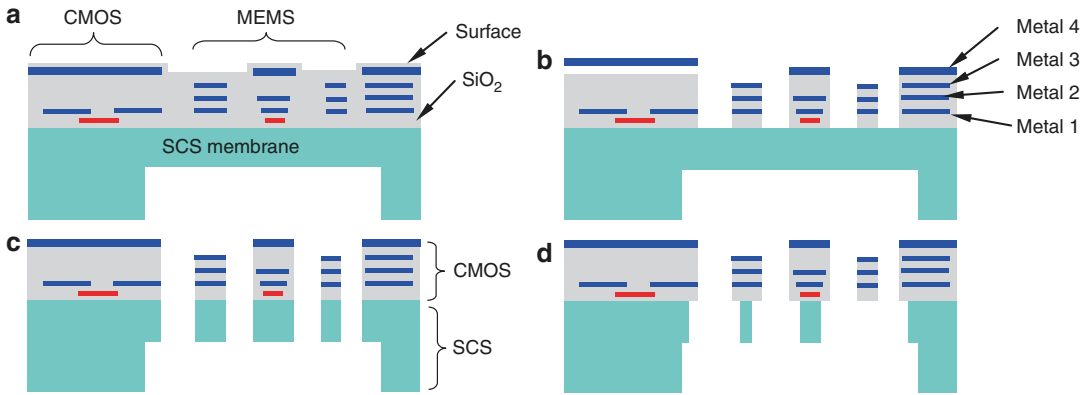 a
CMOS
MEMS
Surface
SiO2
SCS membrane
b
Metal 4
Metal 3
Metal 2
Metal 1
c
CMOS
SCS
d